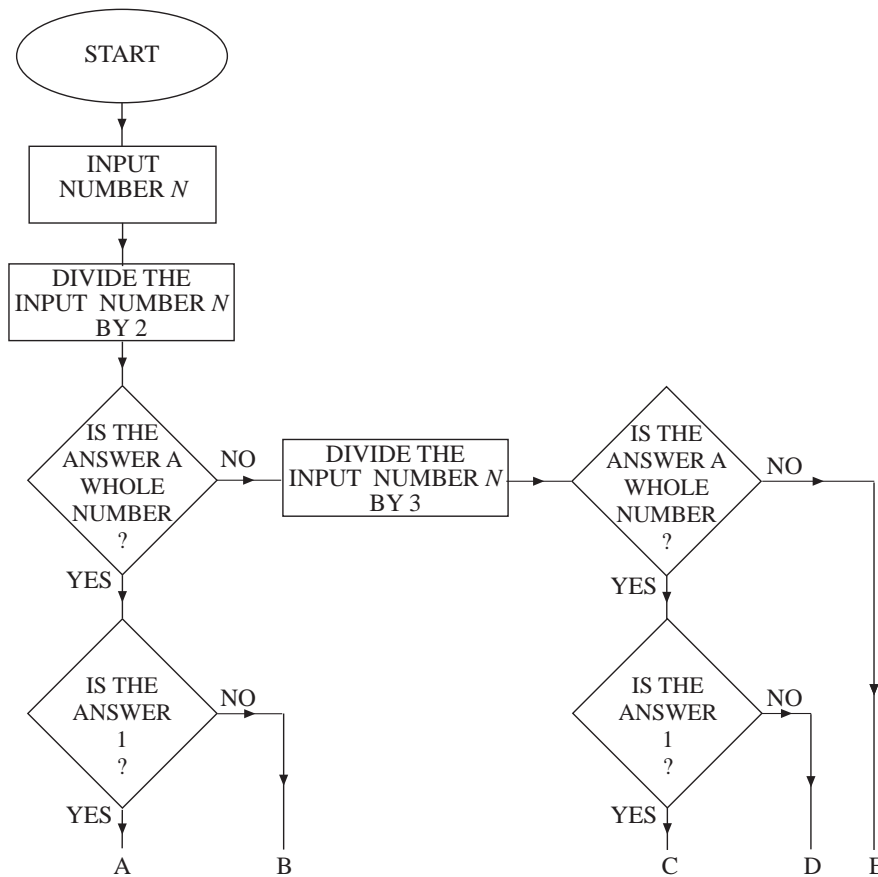 START
INPUT
NUMBER N
DIVIDE THE
INPUT NUMBER N
BY 2
IS THE
ANSWER A
WHOLE
NUMBER
?
NO
YES
DIVIDE THE
INPUT NUMBER N
BY 3
IS THE
ANSWER A
WHOLE
NUMBER
?
NO
YES
IS THE
ANSWER
1
?
NO
YES
IS THE
ANSWER
1
?
NO
YES
A
B
C
D
E